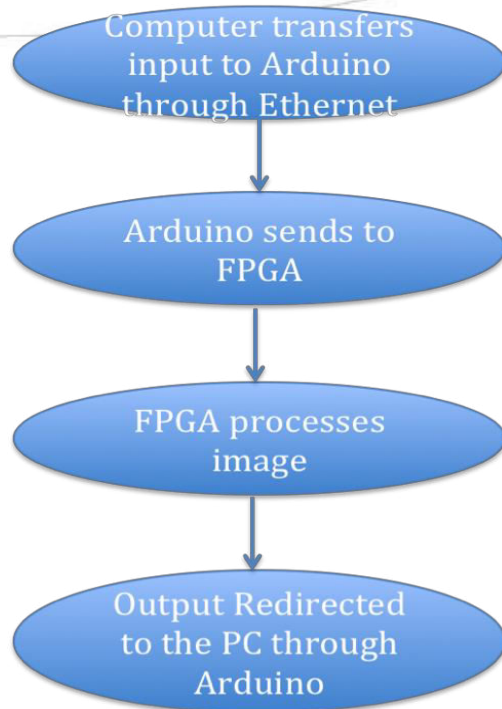 Computer transfers
input to Arduino
through Ethernet
Arduino sends to
FPGA
FPGA processes
image
Output Redirected
to the PC through
Arduino